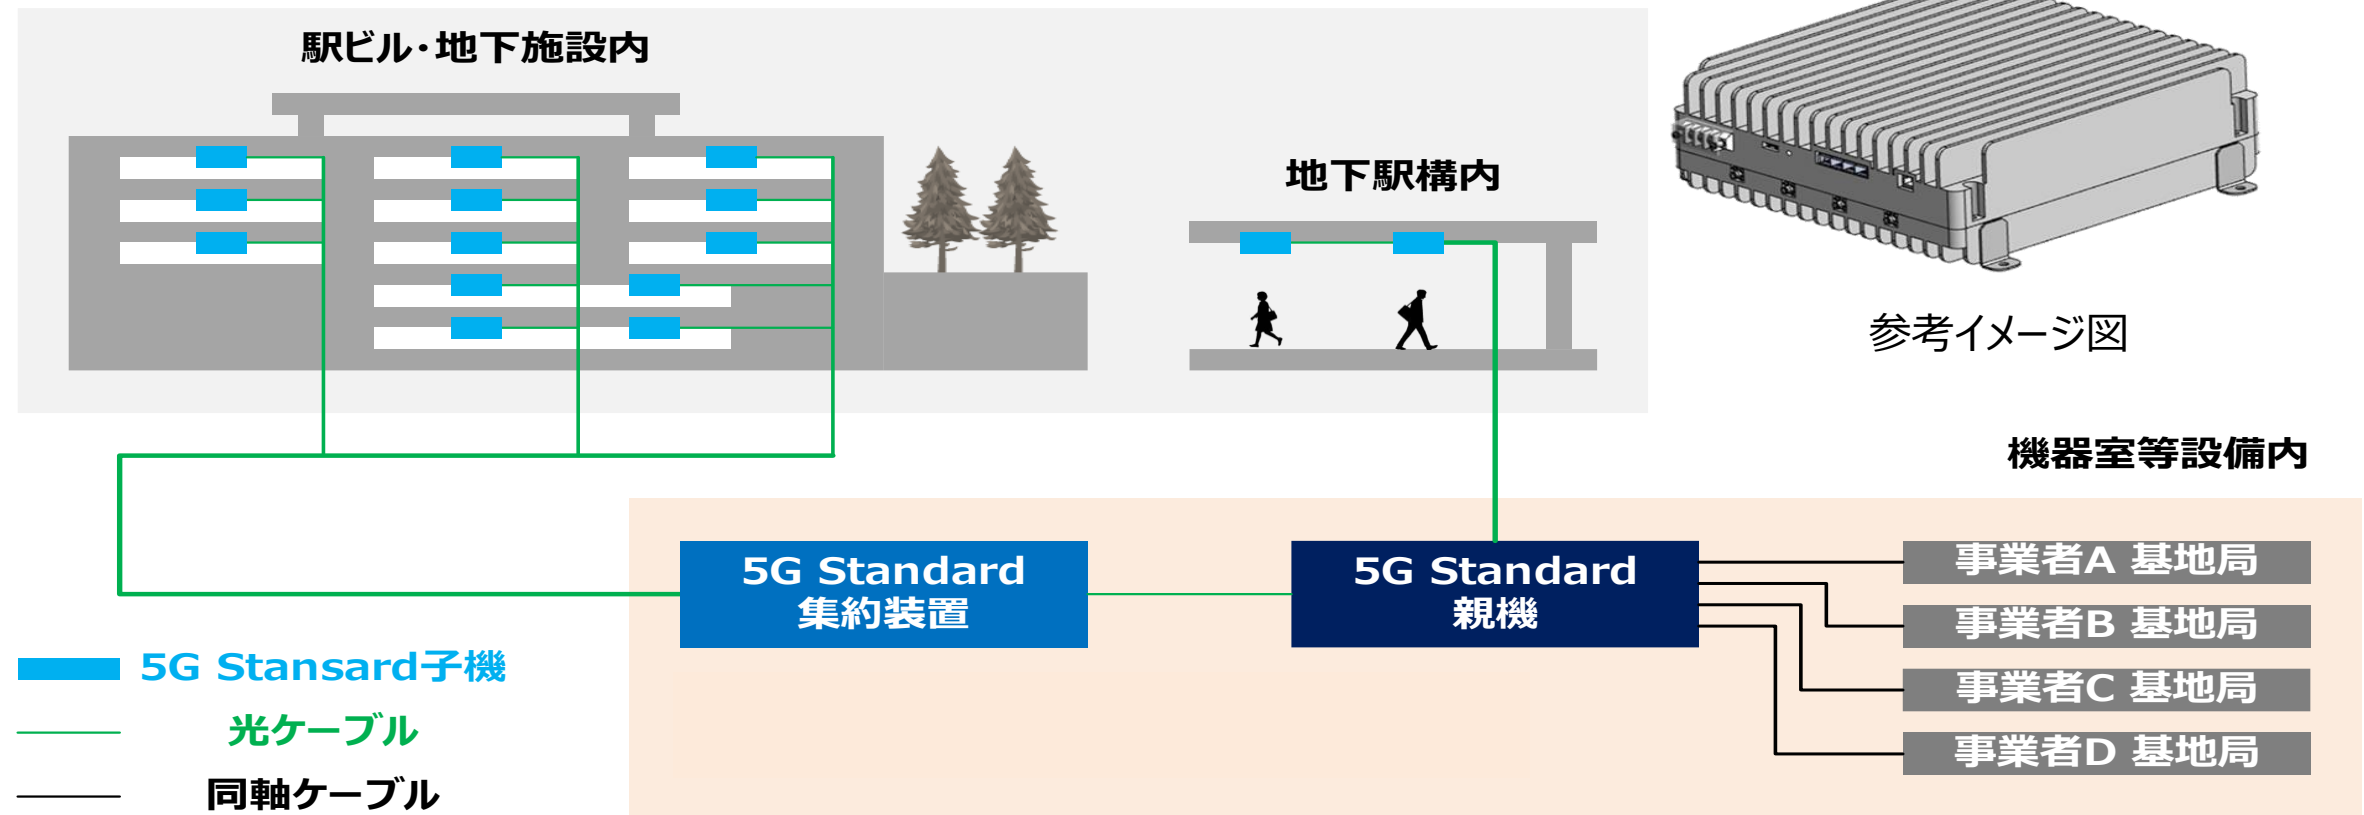 駅ビル・地下施設内
地下駅構内
参考イメージ図
機器室等設備内
5G Standard
集約装置
5G Standard
親機
事業者A 基地局
事業者B 基地局
事業者C 基地局
事業者D 基地局
5G Stansard子機
光ケーブル
同軸ケーブル